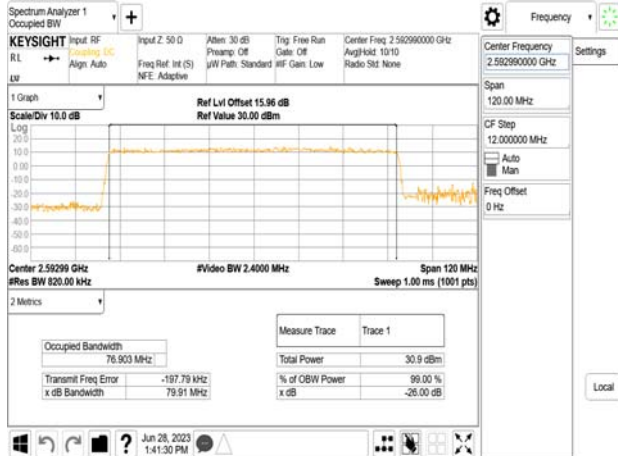 Spectrum Analyzer 1
Occupied BW
Frequency
KEYSIGHT Input: RF
Coupling: DC
Align: Auto
Input Z: 50 Ω
Freq Ref: Int (S)
NFE: Adaptive
Atten: 30 dB
Preamp: Off
µW Path: Standard
Trig: Free Run
Gate: Off
#IF Gain: Low
Center Freq: 2.592990000 GHz
Avg|Hold: 10/10
Radio Std: None
RL
LXI
Center Frequency
2.592990000 GHz
Settings
Span
120.00 MHz
CF Step
12.000000 MHz
Auto
Man
Freq Offset
0 Hz
Local
1 Graph
Ref Lvl Offset 15.96 dB
Scale/Div 10.0 dB
Ref Value 30.00 dBm
Log
20.0
10.0
0.00
-10.0
-20.0
-30.0
-40.0
-50.0
-60.0
Center 2.59299 GHz
#Video BW 2.4000 MHz
Span 120 MHz
#Res BW 820.00 kHz
Sweep 1.00 ms (1001 pts)
2 Metrics
Measure Trace Trace 1
Occupied Bandwidth
76.903 MHz
Total Power 30.9 dBm
Transmit Freq Error -197.79 kHz
% of OBW Power 99.00 %
x dB Bandwidth 79.91 MHz
x dB -26.00 dB
Jun 28, 2023
1:41:30 PM